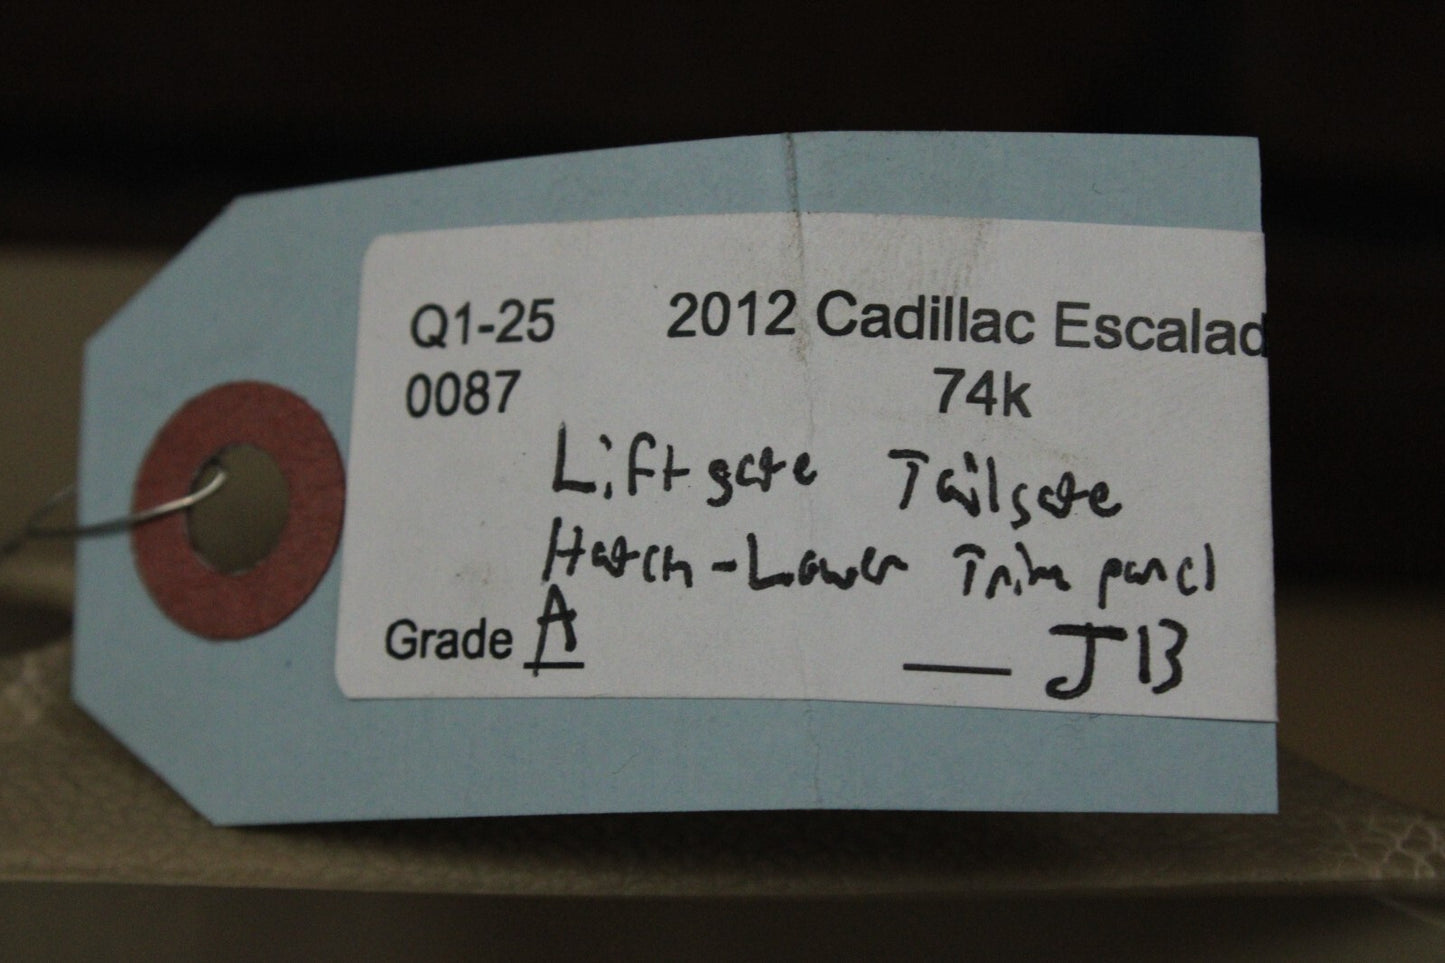 Q1-25 2012 Cadillac Escalad
0087 74k
Liftgate Tailgate
Hatch-Lower Trim panel
Grade A JB